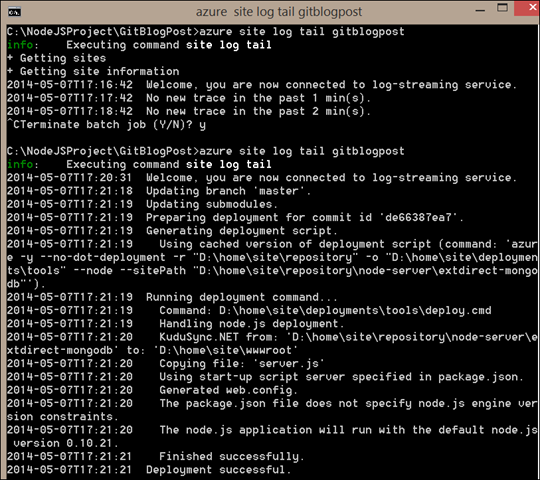 azure  site log tail gitblogpost
C:\NodeJSProject\GitBlogPost>azure site log tail gitblogpost
info:    Executing command site log tail
+ Getting sites
+ Getting site information
2014-05-07T17:16:42  Welcome, you are now connected to log-streaming service.
2014-05-07T17:17:42  No new trace in the past 1 min(s).
2014-05-07T17:18:42  No new trace in the past 2 min(s).
^CTerminate batch job (Y/N)? y
C:\NodeJSProject\GitBlogPost>azure site log tail gitblogpost
info:    Executing command site log tail
2014-05-07T17:20:31  Welcome, you are now connected to log-streaming service.
2014-05-07T17:21:18  Updating branch 'master'.
2014-05-07T17:21:19  Updating submodules.
2014-05-07T17:21:19  Preparing deployment for commit id 'de66387ea7'.
2014-05-07T17:21:19  Generating deployment script.
2014-05-07T17:21:19    Using cached version of deployment script (command: 'azur
e -y --no-dot-deployment -r "D:\home\site\repository" -o "D:\home\site\deploymen
ts\tools" --node --sitePath "D:\home\site\repository\node-server\extdirect-mongo
db"').
2014-05-07T17:21:19  Running deployment command...
2014-05-07T17:21:19    Command: D:\home\site\deployments\tools\deploy.cmd
2014-05-07T17:21:19    Handling node.js deployment.
2014-05-07T17:21:20    KuduSync.NET from: 'D:\home\site\repository\node-server\e
xtdirect-mongodb' to: 'D:\home\site\wwwroot'
2014-05-07T17:21:20    Copying file: 'server.js'
2014-05-07T17:21:20    Using start-up script server specified in package.json.
2014-05-07T17:21:20    Generated web.config.
2014-05-07T17:21:20    The package.json file does not specify node.js engine ver
sion constraints.
2014-05-07T17:21:20    The node.js application will run with the default node.js
 version 0.10.21.
2014-05-07T17:21:21    Finished successfully.
2014-05-07T17:21:21  Deployment successful.